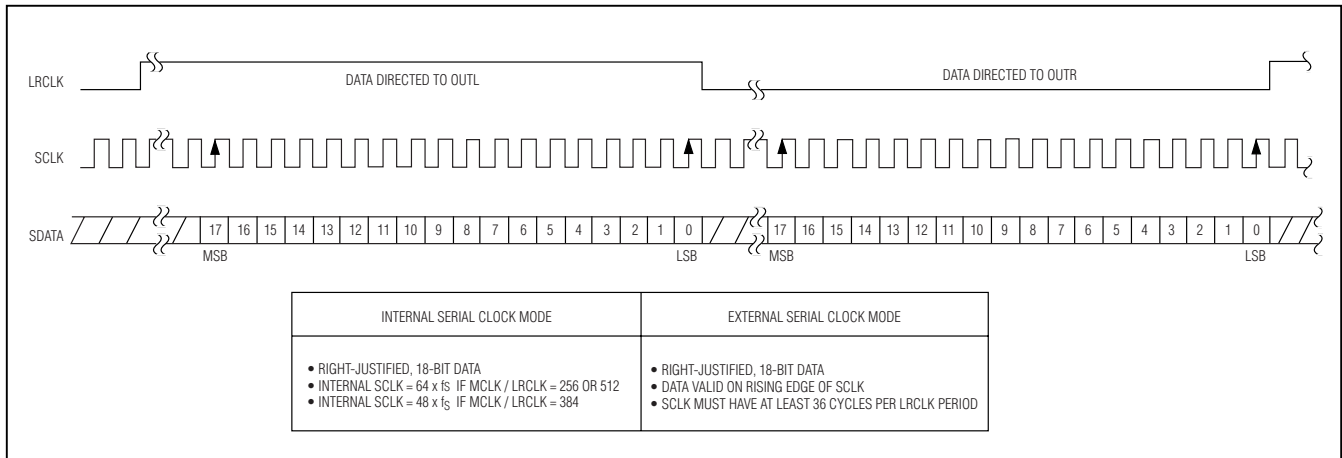 LRCLK
DATA DIRECTED TO OUTL
DATA DIRECTED TO OUTR
SCLK
SDATA
17 16 15 14 13 12 11 10 9 8 7 6 5 4 3 2 1 0
17 16 15 14 13 12 11 10 9 8 7 6 5 4 3 2 1 0
MSB
LSB
MSB
LSB
INTERNAL SERIAL CLOCK MODE
• RIGHT-JUSTIFIED, 18-BIT DATA
• INTERNAL SCLK = 64 x fS IF MCLK / LRCLK = 256 OR 512
• INTERNAL SCLK = 48 x fS IF MCLK / LRCLK = 384
EXTERNAL SERIAL CLOCK MODE
• RIGHT-JUSTIFIED, 18-BIT DATA
• DATA VALID ON RISING EDGE OF SCLK
• SCLK MUST HAVE AT LEAST 36 CYCLES PER LRCLK PERIOD